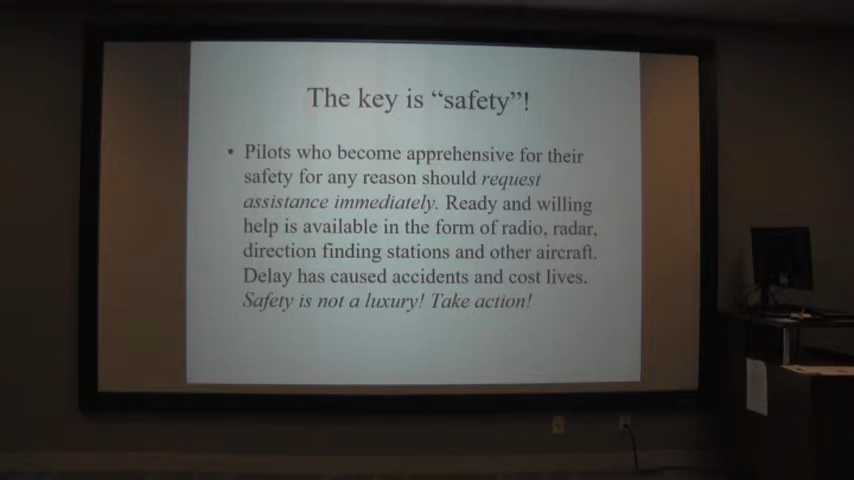 The key is “safety”!
• Pilots who become apprehensive for their
safety for any reason should request
assistance immediately. Ready and willing
help is available in the form of radio, radar,
direction finding stations and other aircraft.
Delay has caused accidents and cost lives.
Safety is not a luxury! Take action!